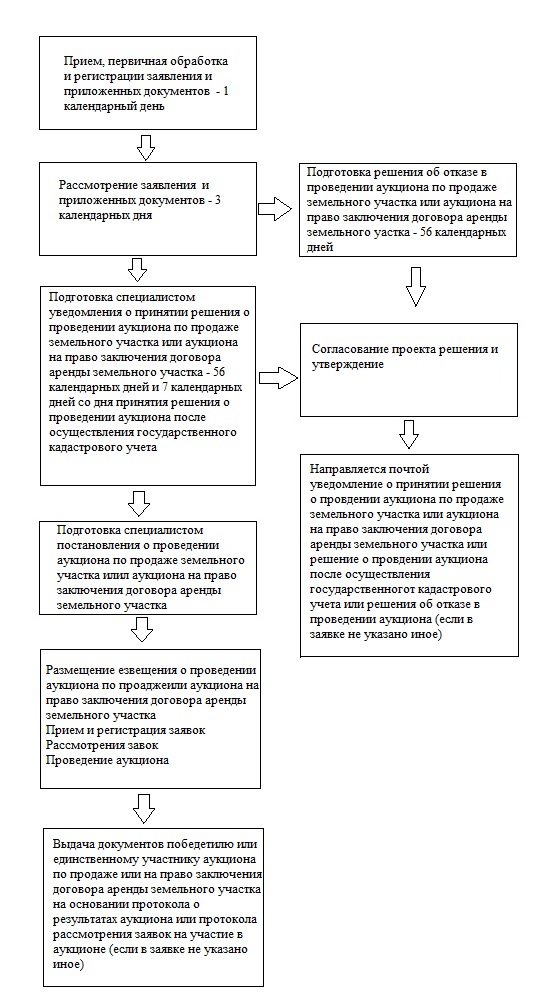 Прием, первичная обработка
и регистрации заявления и
приложенных документов  - 1
календарный день
Рассмотрение заявления  и
приложенных документов - 3
календарных дня
Подготовка решения об отказе в
проведении аукциона по продаже
земельного участка или аукциона на
право заключения договора аренды
земельного уастка - 56 календарных
дней
Подготовка специалистом
уведомления о принятии решения о
проведении аукциона по продаже
земельного участка или аукциона
на право заключения договора
аренды земельного участка - 56
календарных дней и 7 календарных
дней со дня принятия решения о
проведении аукциона после
осуществления государственного
кадастрового учета
Согласование проекта решения и
утверждение
Направляется почтой
уведомление о принятии решения
о провдении аукциона по продаже
земельного участка или аукциона
на право заключения договора
аренды земельного участка или
решение о провдении аукциона
после осуществления
государственногот кадастрового
учета или решения об отказе в
проведении аукциона (если в
заявке не указано иное)
Подготовка специалистом
постановления о проведении
аукциона по продаже земельного
участка илил аукциона на право
заключения договора аренды
земельного участка
Размещение езвещения о проведении
аукциона по проаджеили аукциона на
право заключения договора аренды
земельного участка
Прием и регистрация заявок
Рассмотрения завок
Проведение аукциона
Выдача документов победетилю или
единственному участнику аукциона
по продаже или на право заключения
договора аренды земельного участка
на основании протокола о
результатах аукциона или протокола
рассмотрения заявок на участие в
аукционе (если в заявке не указано
иное)